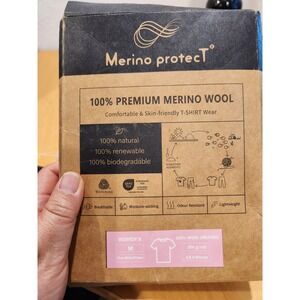 Merino protecT
100% PREMIUM MERINO WOOL
Comfortable & Skin-friendly T-SHIRT Wear
100% natural
100% renewable
100% biodegradable
Breathable
Moisture-wicking
Odour Resistant
Lightweight
WOMEN'S
M